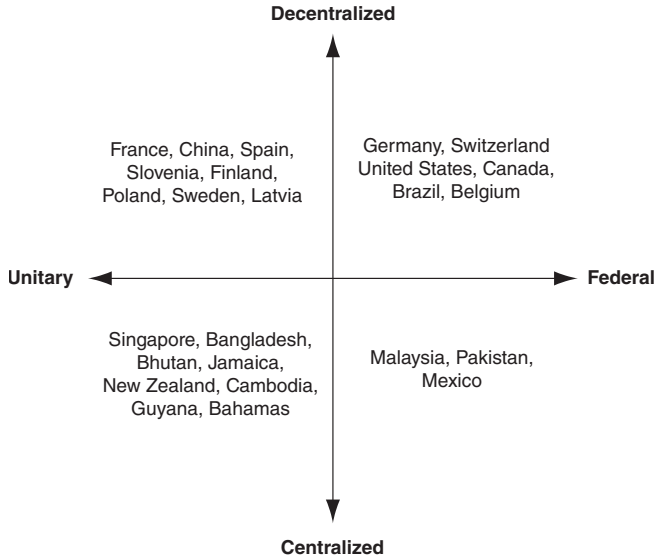 Decentralized
France, China, Spain,
Slovenia, Finland,
Poland, Sweden, Latvia
Germany, Switzerland
United States, Canada,
Brazil, Belgium
Unitary
Federal
Singapore, Bangladesh,
Bhutan, Jamaica,
New Zealand, Cambodia,
Guyana, Bahamas
Malaysia, Pakistan,
Mexico
Centralized